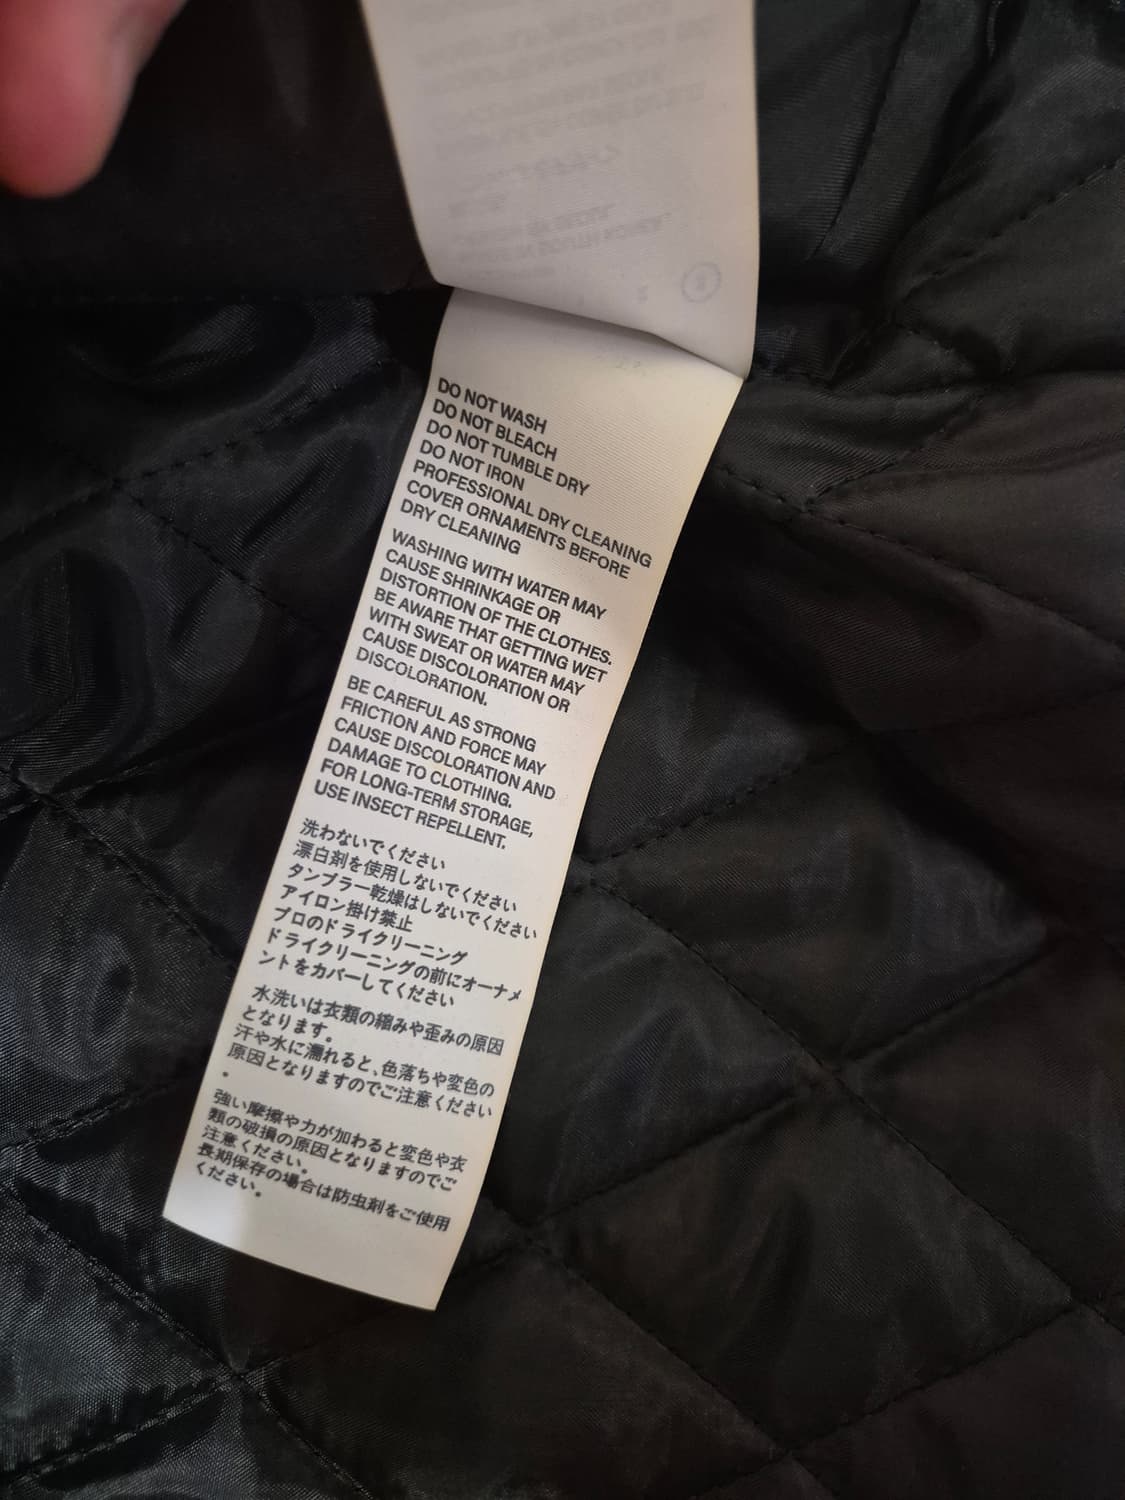 DO NOT WASH
DO NOT BLEACH
DO NOT TUMBLE DRY
DO NOT IRON
PROFESSIONAL DRY CLEANING
COVER ORNAMENTS BEFORE
DRY CLEANING
WASHING WITH WATER MAY
CAUSE SHRINKAGE OR
DISTORTION OF THE CLOTHES.
BE AWARE THAT GETTING WET
WITH SWEAT OR WATER MAY
CAUSE DISCOLORATION OR
DISCOLORATION.
BE CAREFUL AS STRONG
FRICTION AND FORCE MAY
CAUSE DISCOLORATION AND
DAMAGE TO CLOTHING.
FOR LONG-TERM STORAGE,
USE INSECT REPELLENT.
洗わないでください
漂白剤を使用しないでください
タンブラー乾燥はしないでください
アイロン掛け禁止
プロのドライクリーニング
ドライクリーニングの前にオーナメ
ントをカバーしてください
水洗いは衣類の縮みや歪みの原因
となります。
汗や水に濡れると、色落ちや変色の
原因となりますのでご注意ください
。
強い摩擦や力が加わると変色や衣
類の破損の原因となりますのでご
注意ください。
長期保存の場合は防虫剤をご使用
ください。